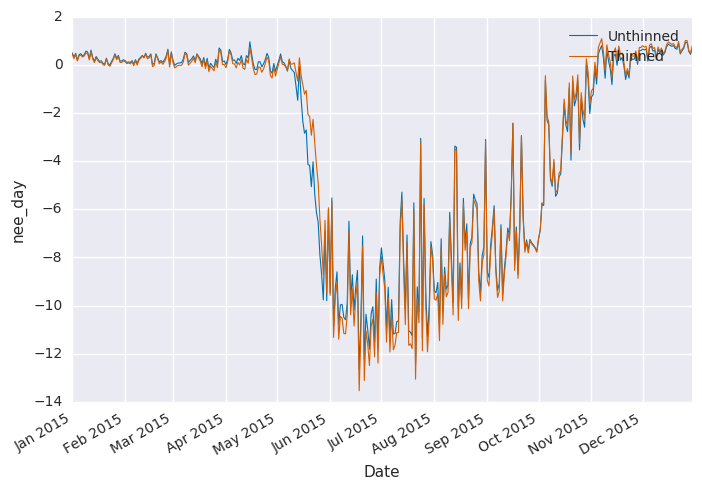 2
0
−2
−4
−6
−8
−10
−12
−14
nee_day
Unthinned
Thinned
Jan 2015
Feb 2015
Mar 2015
Apr 2015
May 2015
Jun 2015
Jul 2015
Aug 2015
Sep 2015
Oct 2015
Nov 2015
Dec 2015
Date